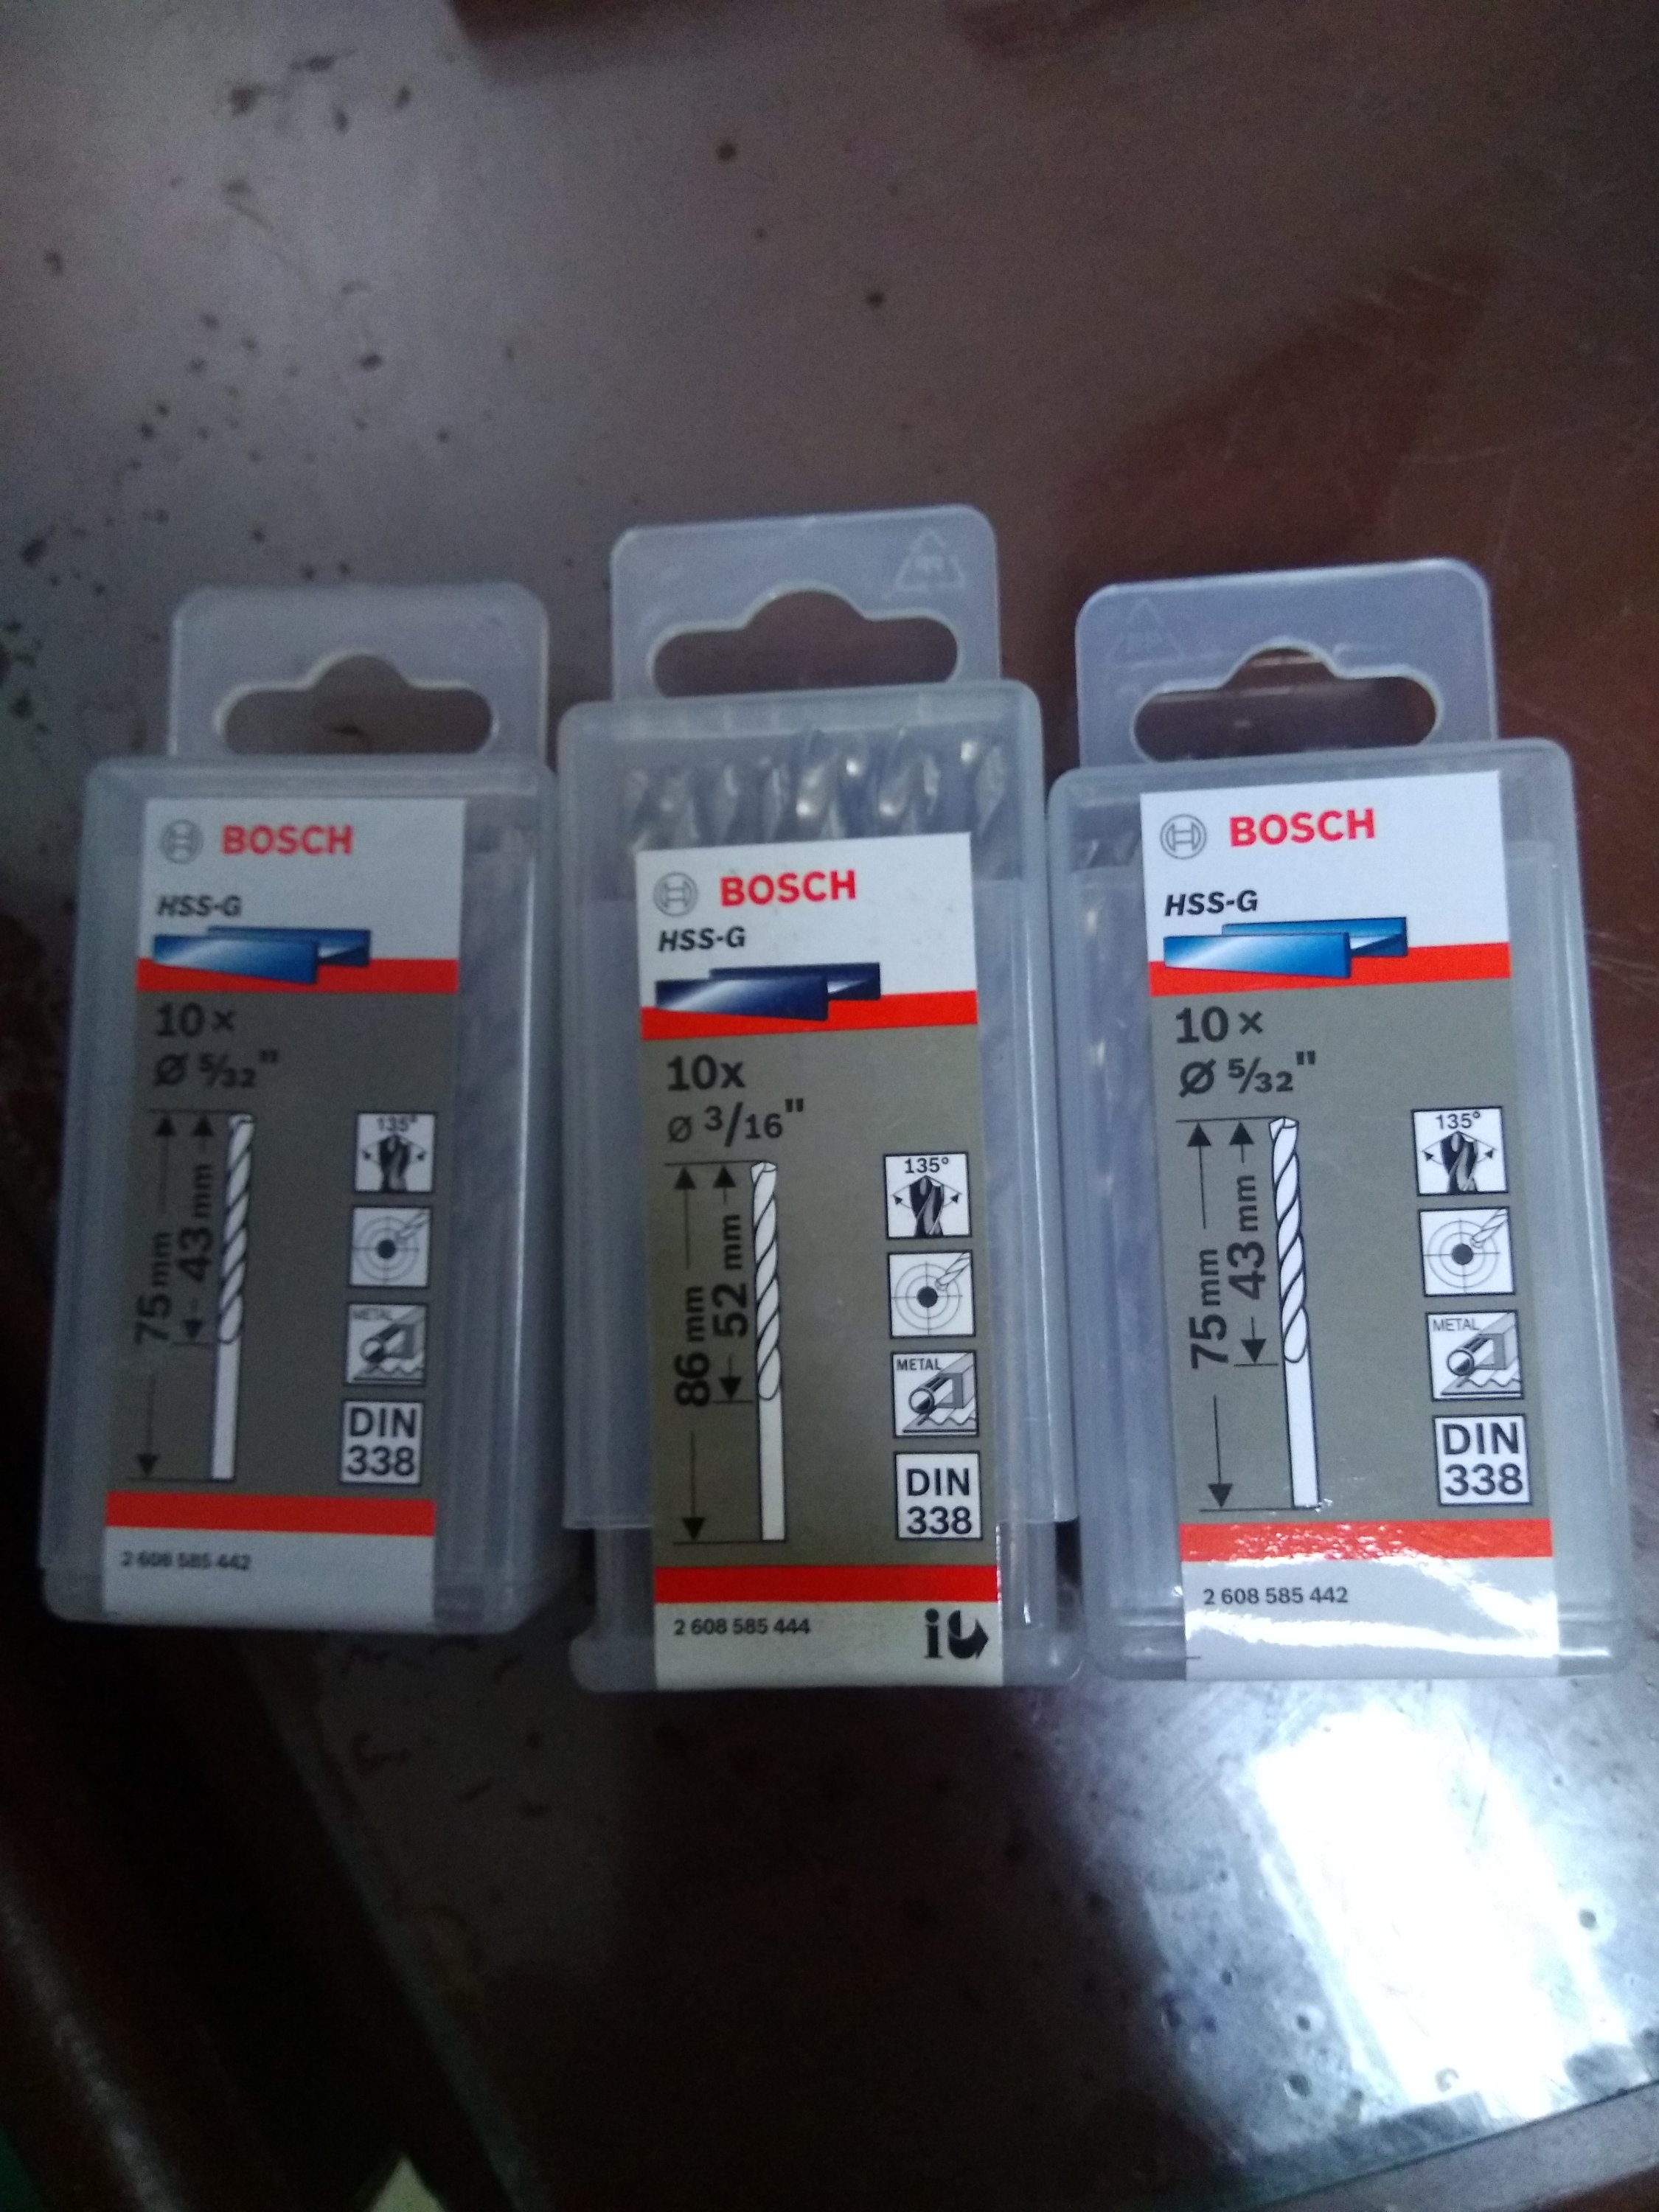 BOSCH
HSS-G
10x
Ø 5/32"
75 mm
43 mm
135°
METAL
DIN
338
2 608 585 442
BOSCH
HSS-G
10x
Ø 3/16"
86 mm
52 mm
135°
METAL
DIN
338
2 608 585 444
BOSCH
HSS-G
10x
Ø 5/32"
75 mm
43 mm
135°
METAL
DIN
338
2 608 585 442